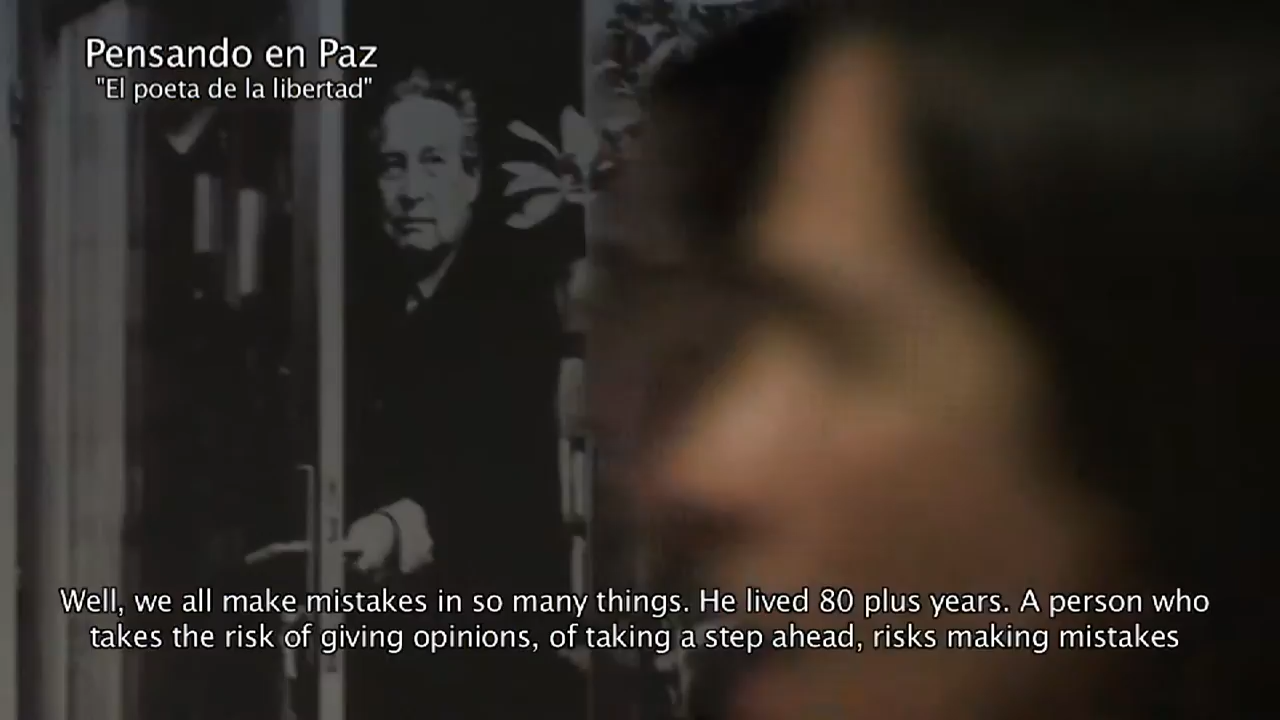 Pensando en Paz
"El poeta de la libertad"
Well, we all make mistakes in so many things. He lived 80 plus years. A person who
takes the risk of giving opinions, of taking a step ahead, risks making mistakes